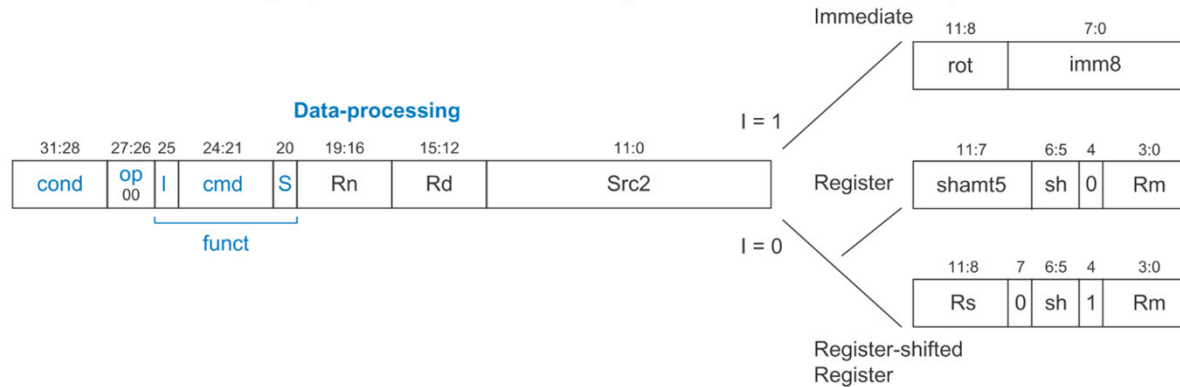 Immediate
11:8 7:0
rot imm8
Data-processing
I = 1
31:28 27:26 25 24:21 20 19:16 15:12 11:0
cond op 00 I cmd S Rn Rd Src2
funct
I = 0
Register
11:7 6:5 4 3:0
shamt5 sh 0 Rm
11:8 7 6:5 4 3:0
Rs 0 sh 1 Rm
Register-shifted
Register